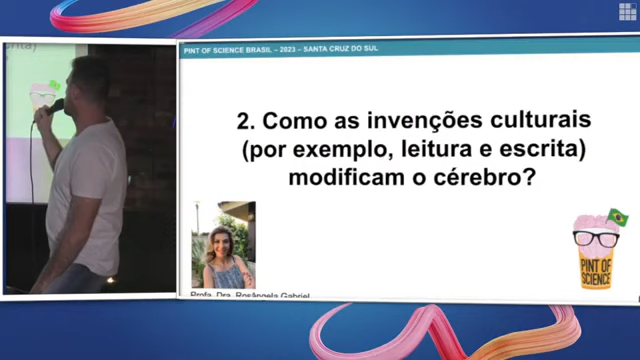 PINT OF SCIENCE BRASIL – 2023 – SANTA CRUZ DO SUL
2. Como as invenções culturais
(por exemplo, leitura e escrita)
modificam o cérebro?
PINT OF
SCIENCE
Profa. Dra. Rosângela Gabriel